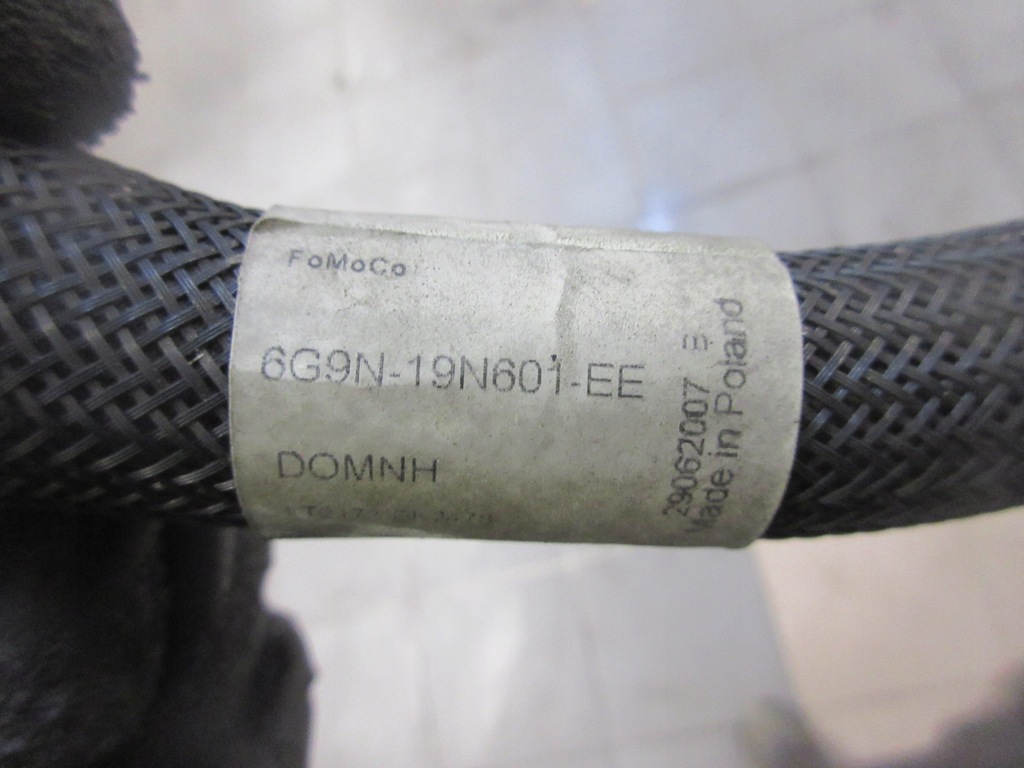 FoMoCo
6G9N-19N601-EE
DOMNH
29062007 B
Made in Poland